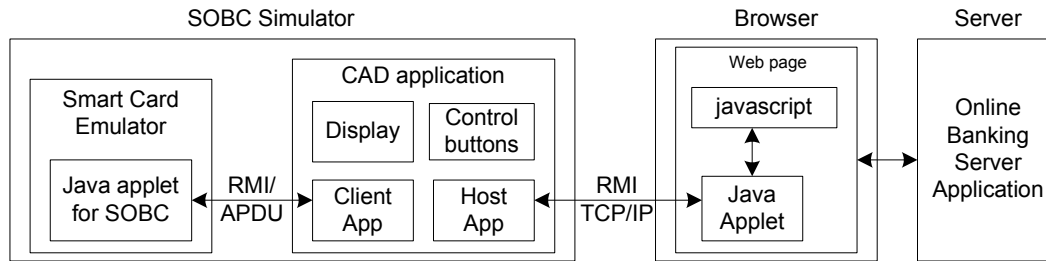 SOBC Simulator
Browser
Server
CAD application
Web page
Smart Card
Emulator
Display
Control
buttons
javascript
Online
Banking
Server
Application
Java applet
for SOBC
RMI/
APDU
Client
App
Host
App
RMI
TCP/IP
Java
Applet